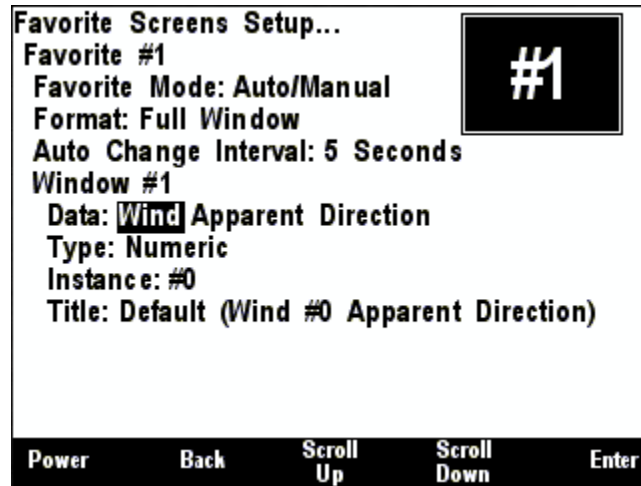 Favorite Screens Setup...
Favorite #1
#1
Favorite Mode: Auto/Manual
Format: Full Window
Auto Change Interval: 5 Seconds
Window #1
Data: Wind Apparent Direction
Type: Numeric
Instance: #0
Title: Default (Wind #0 Apparent Direction)
Power Back Scroll Up Scroll Down Enter